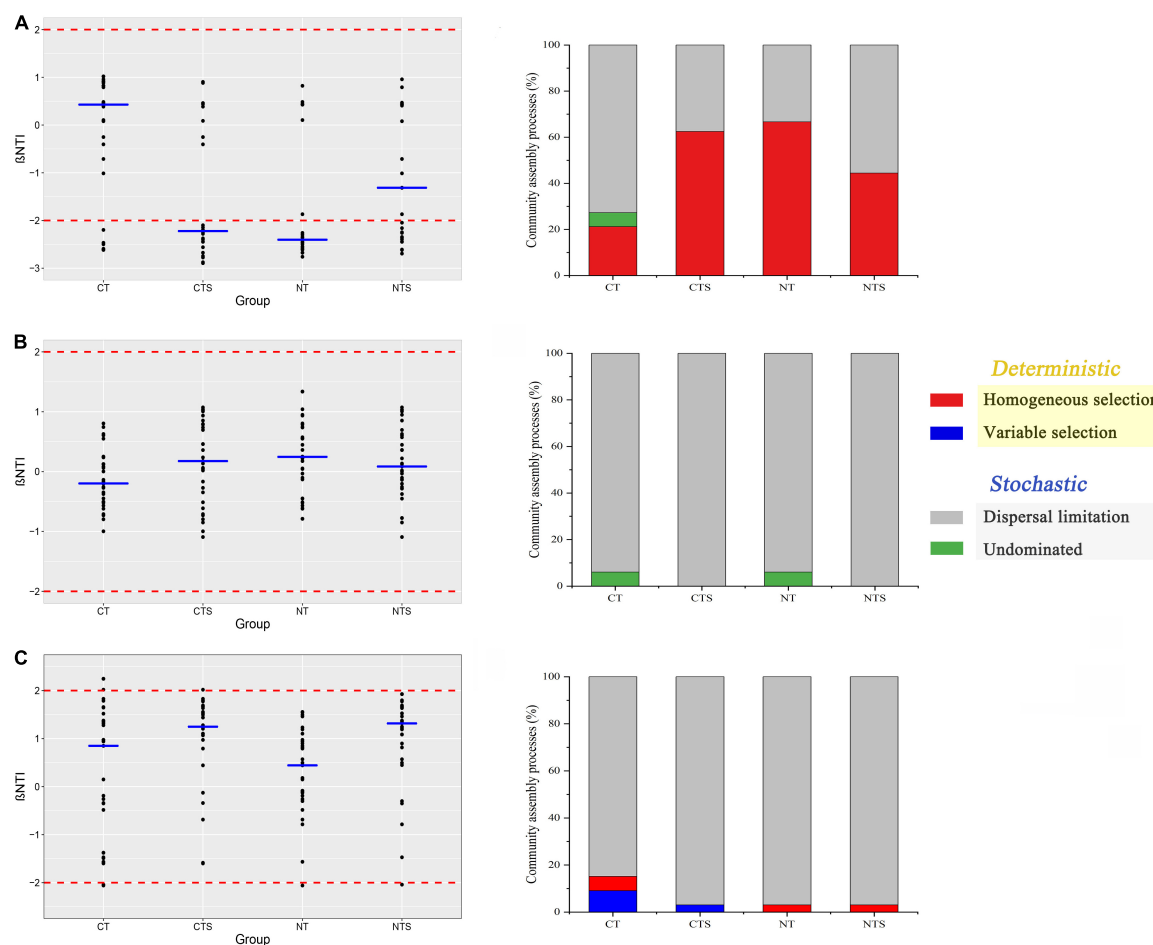 A
2
1
0
−1
−2
−3
ßNTI
CT
CTS
NT
NTS
Group
100
80
60
40
20
0
Community assembly processes (%)
CT
CTS
NT
NTS
B
2
1
0
−1
−2
ßNTI
CT
CTS
NT
NTS
Group
100
80
60
40
20
0
Community assembly processes (%)
CT
CTS
NT
NTS
Deterministic
Homogeneous selection
Variable selection
Stochastic
Dispersal limitation
Undominated
C
2
1
0
−1
−2
ßNTI
CT
CTS
NT
NTS
Group
100
80
60
40
20
0
Community assembly processes (%)
CT
CTS
NT
NTS